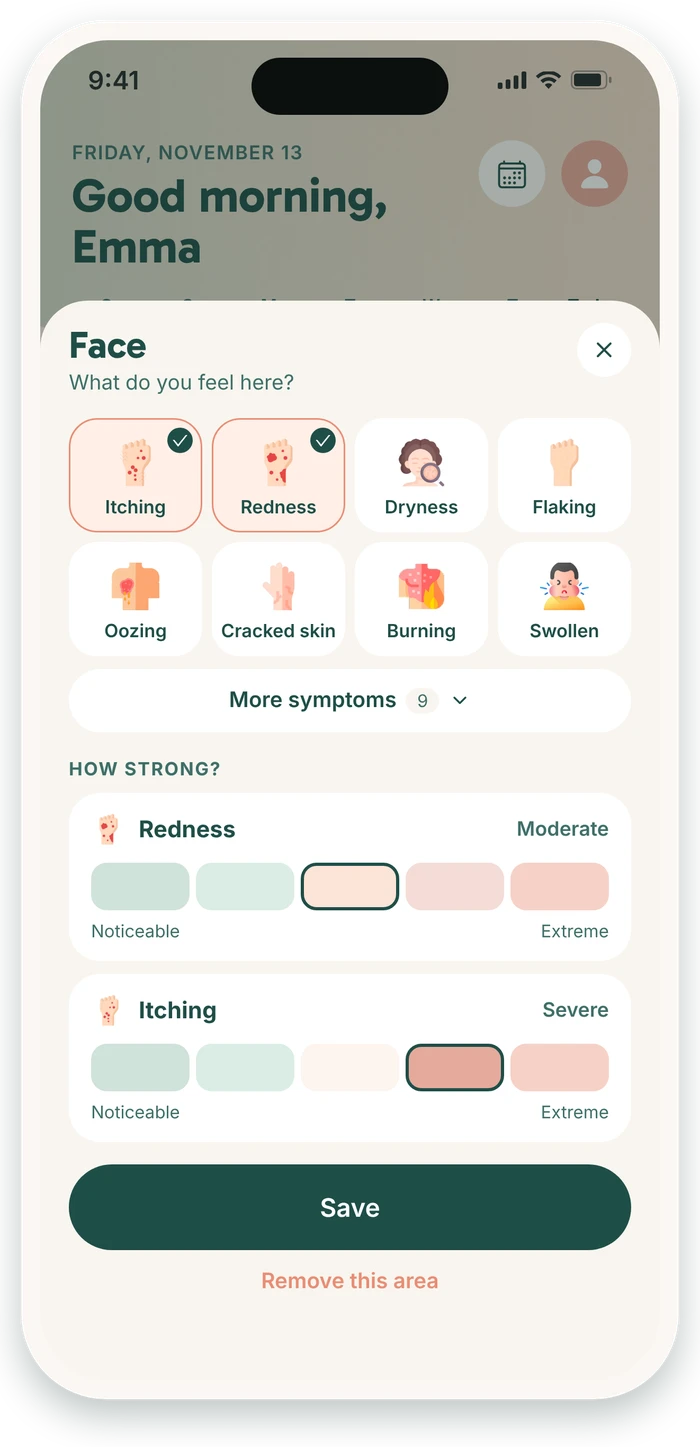 9:41
FRIDAY, NOVEMBER 13
Good morning,
Emma
Face
What do you feel here?
Itching
Redness
Dryness
Flaking
Oozing
Cracked skin
Burning
Swollen
More symptoms 9
HOW STRONG?
Redness
Moderate
Noticeable
Extreme
Itching
Severe
Noticeable
Extreme
Save
Remove this area